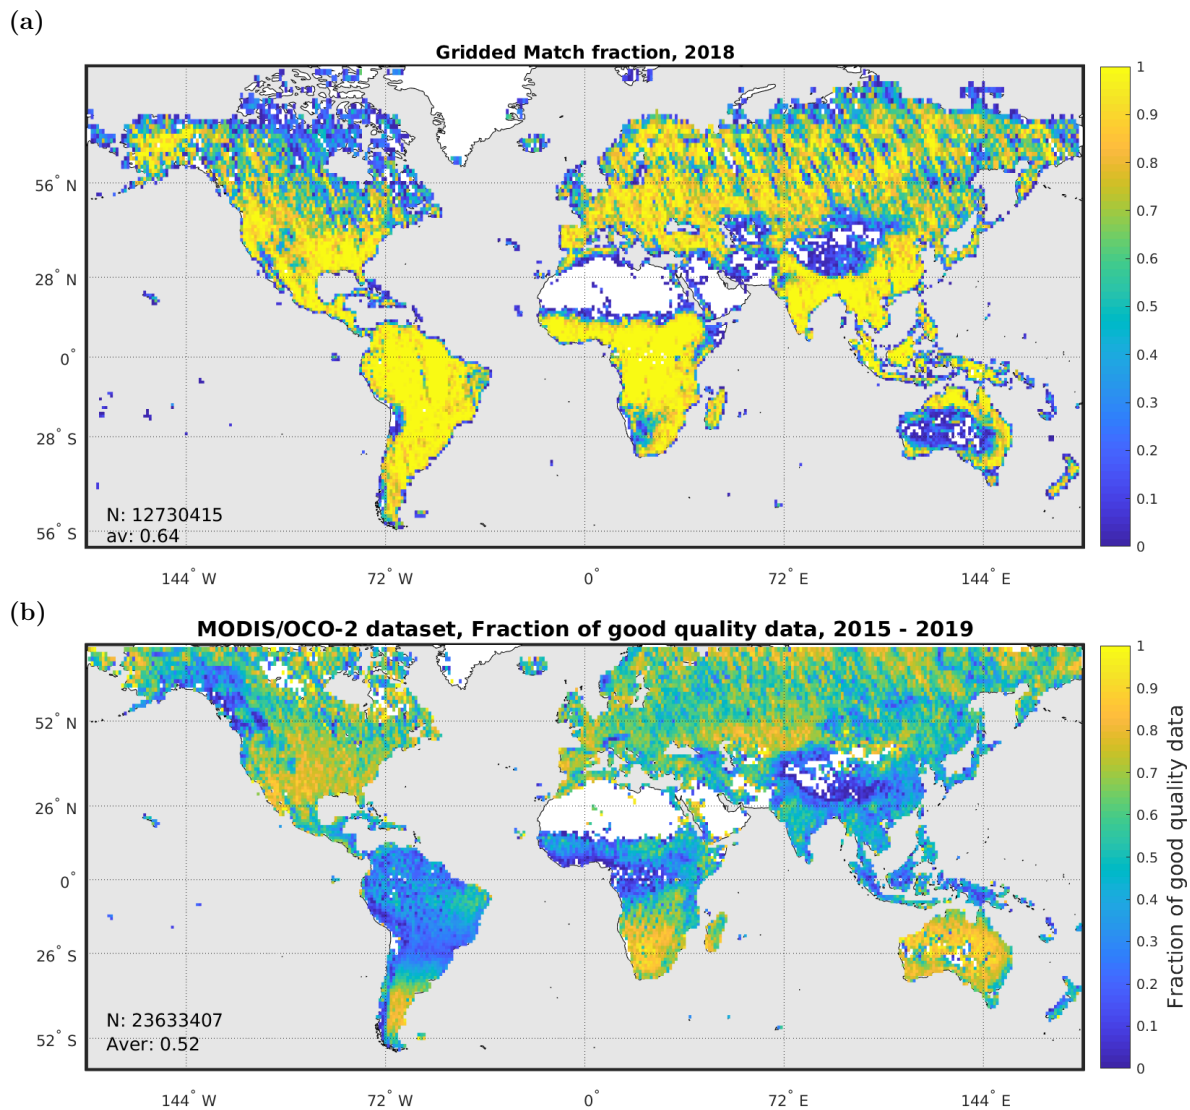 (a)
Gridded Match fraction, 2018
56° N
28° N
0°
28° S
56° S
N: 12730415
av: 0.64
144° W
72° W
0°
72° E
144° E
1
0.9
0.8
0.7
0.6
0.5
0.4
0.3
0.2
0.1
0
(b)
MODIS/OCO-2 dataset, Fraction of good quality data, 2015 - 2019
52° N
26° N
0°
26° S
52° S
N: 23633407
Aver: 0.52
144° W
72° W
0°
72° E
144° E
1
0.9
0.8
0.7
0.6
0.5
0.4
0.3
0.2
0.1
0
Fraction of good quality data